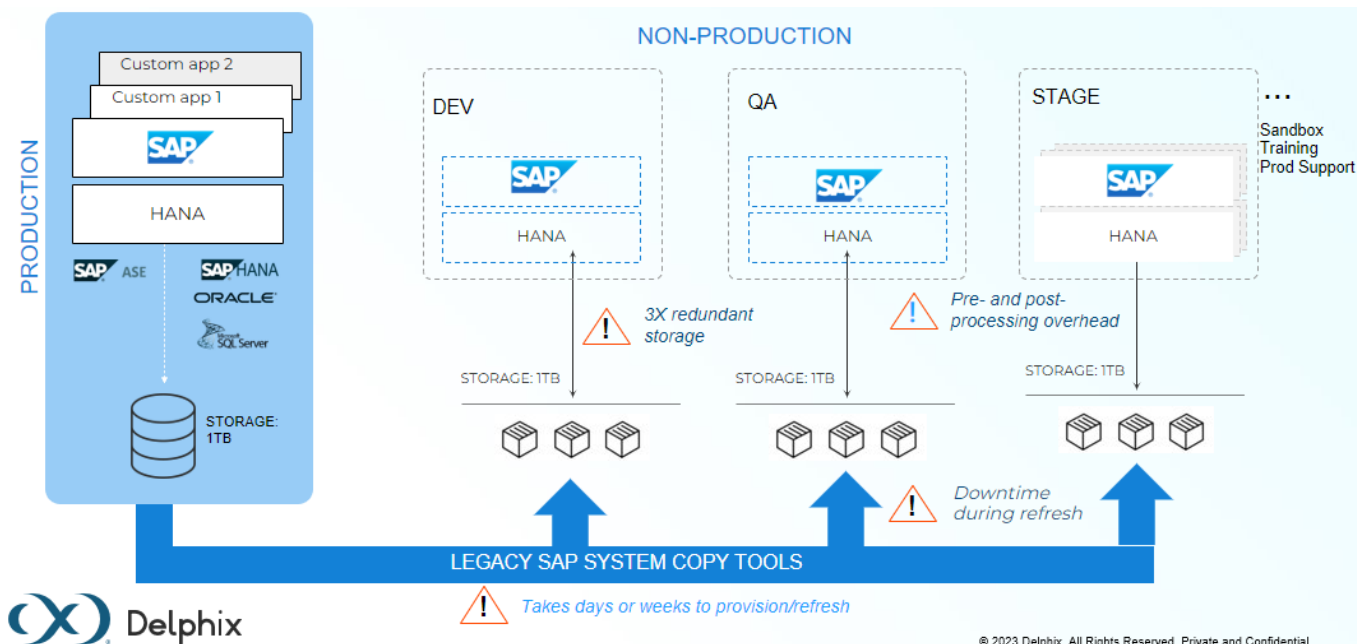 PRODUCTION
Custom app 2
Custom app 1
SAP
HANA
SAP ASE
SAP HANA
ORACLE
Microsoft
SQL Server
STORAGE:
1TB
NON-PRODUCTION
DEV
SAP
HANA
QA
SAP
HANA
STAGE
SAP
HANA
...
Sandbox
Training
Prod Support
! 3X redundant
storage
! Pre- and post-
processing overhead
STORAGE: 1TB
STORAGE: 1TB
STORAGE: 1TB
! Downtime
during refresh
LEGACY SAP SYSTEM COPY TOOLS
! Takes days or weeks to provision/refresh
Delphix
© 2023 Delphix. All Rights Reserved. Private and Confidential.